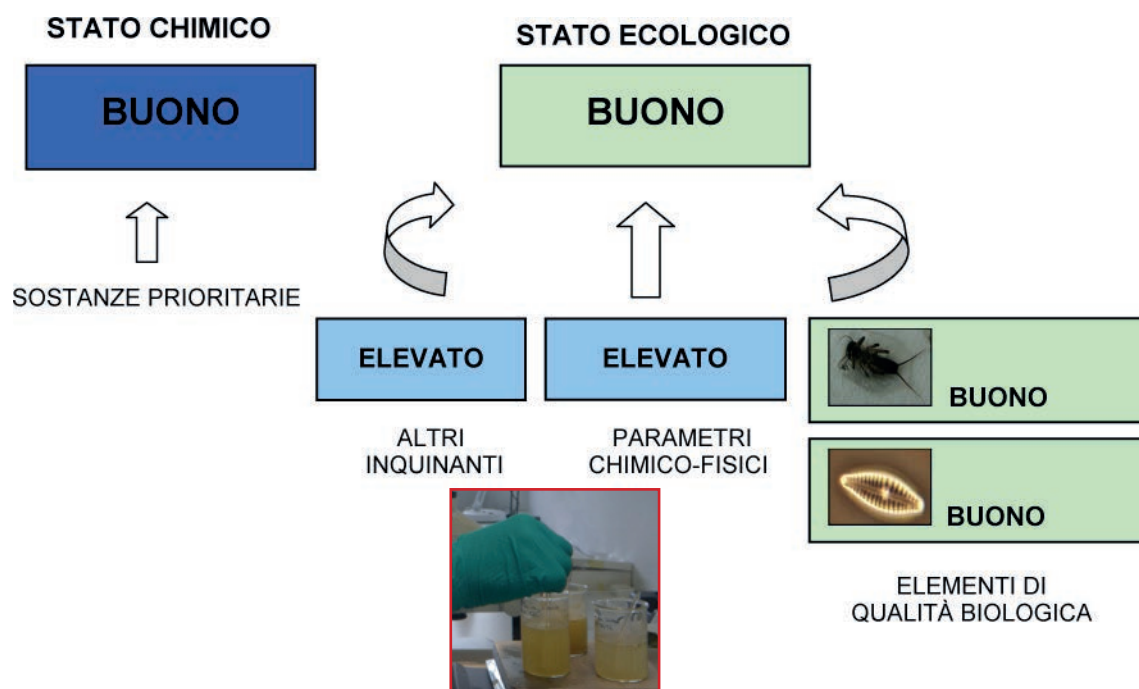 STATO CHIMICO
BUONO
SOSTANZE PRIORITARIE
STATO ECOLOGICO
BUONO
ELEVATO
ALTRI
INQUINANTI
ELEVATO
PARAMETRI
CHIMICO-FISICI
BUONO
BUONO
ELEMENTI DI
QUALITÀ BIOLOGICA